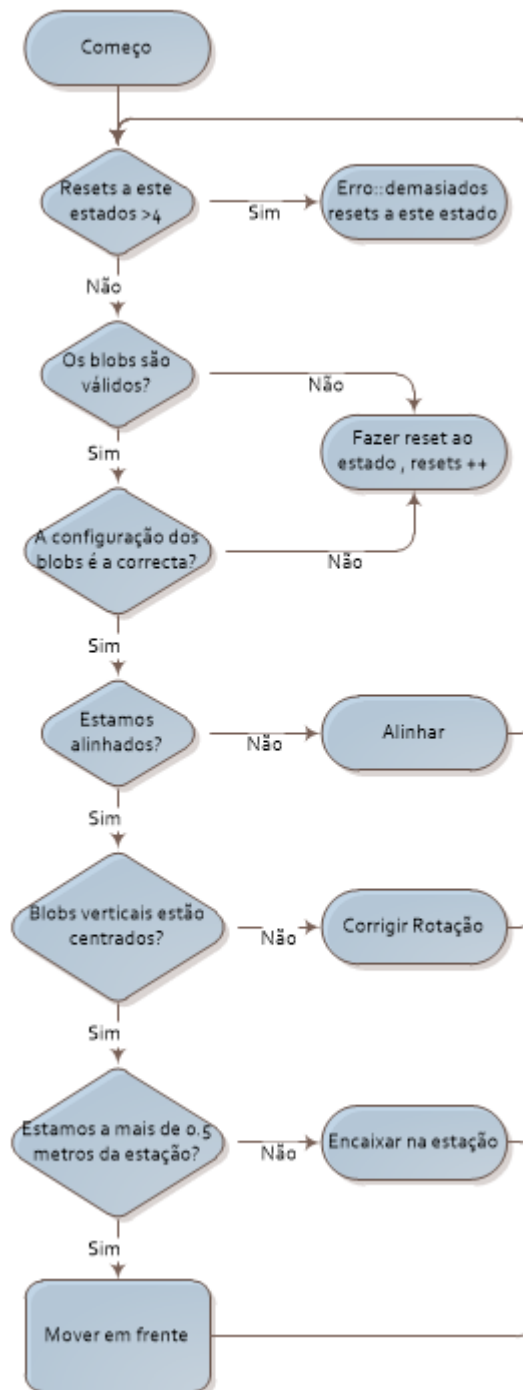 Começo
Resets a este
estados >4
Sim
Erro::demasiados
resets a este estado
Não
Os blobs são
válidos?
Não
Sim
Fazer reset ao
estado , resets ++
A configuração dos
blobs é a correcta?
Não
Sim
Estamos
alinhados?
Não
Alinhar
Sim
Blobs verticais estão
centrados?
Não
Corrigir Rotação
Sim
Estamos a mais de 0.5
metros da estação?
Não
Encaixar na estação
Sim
Mover em frente